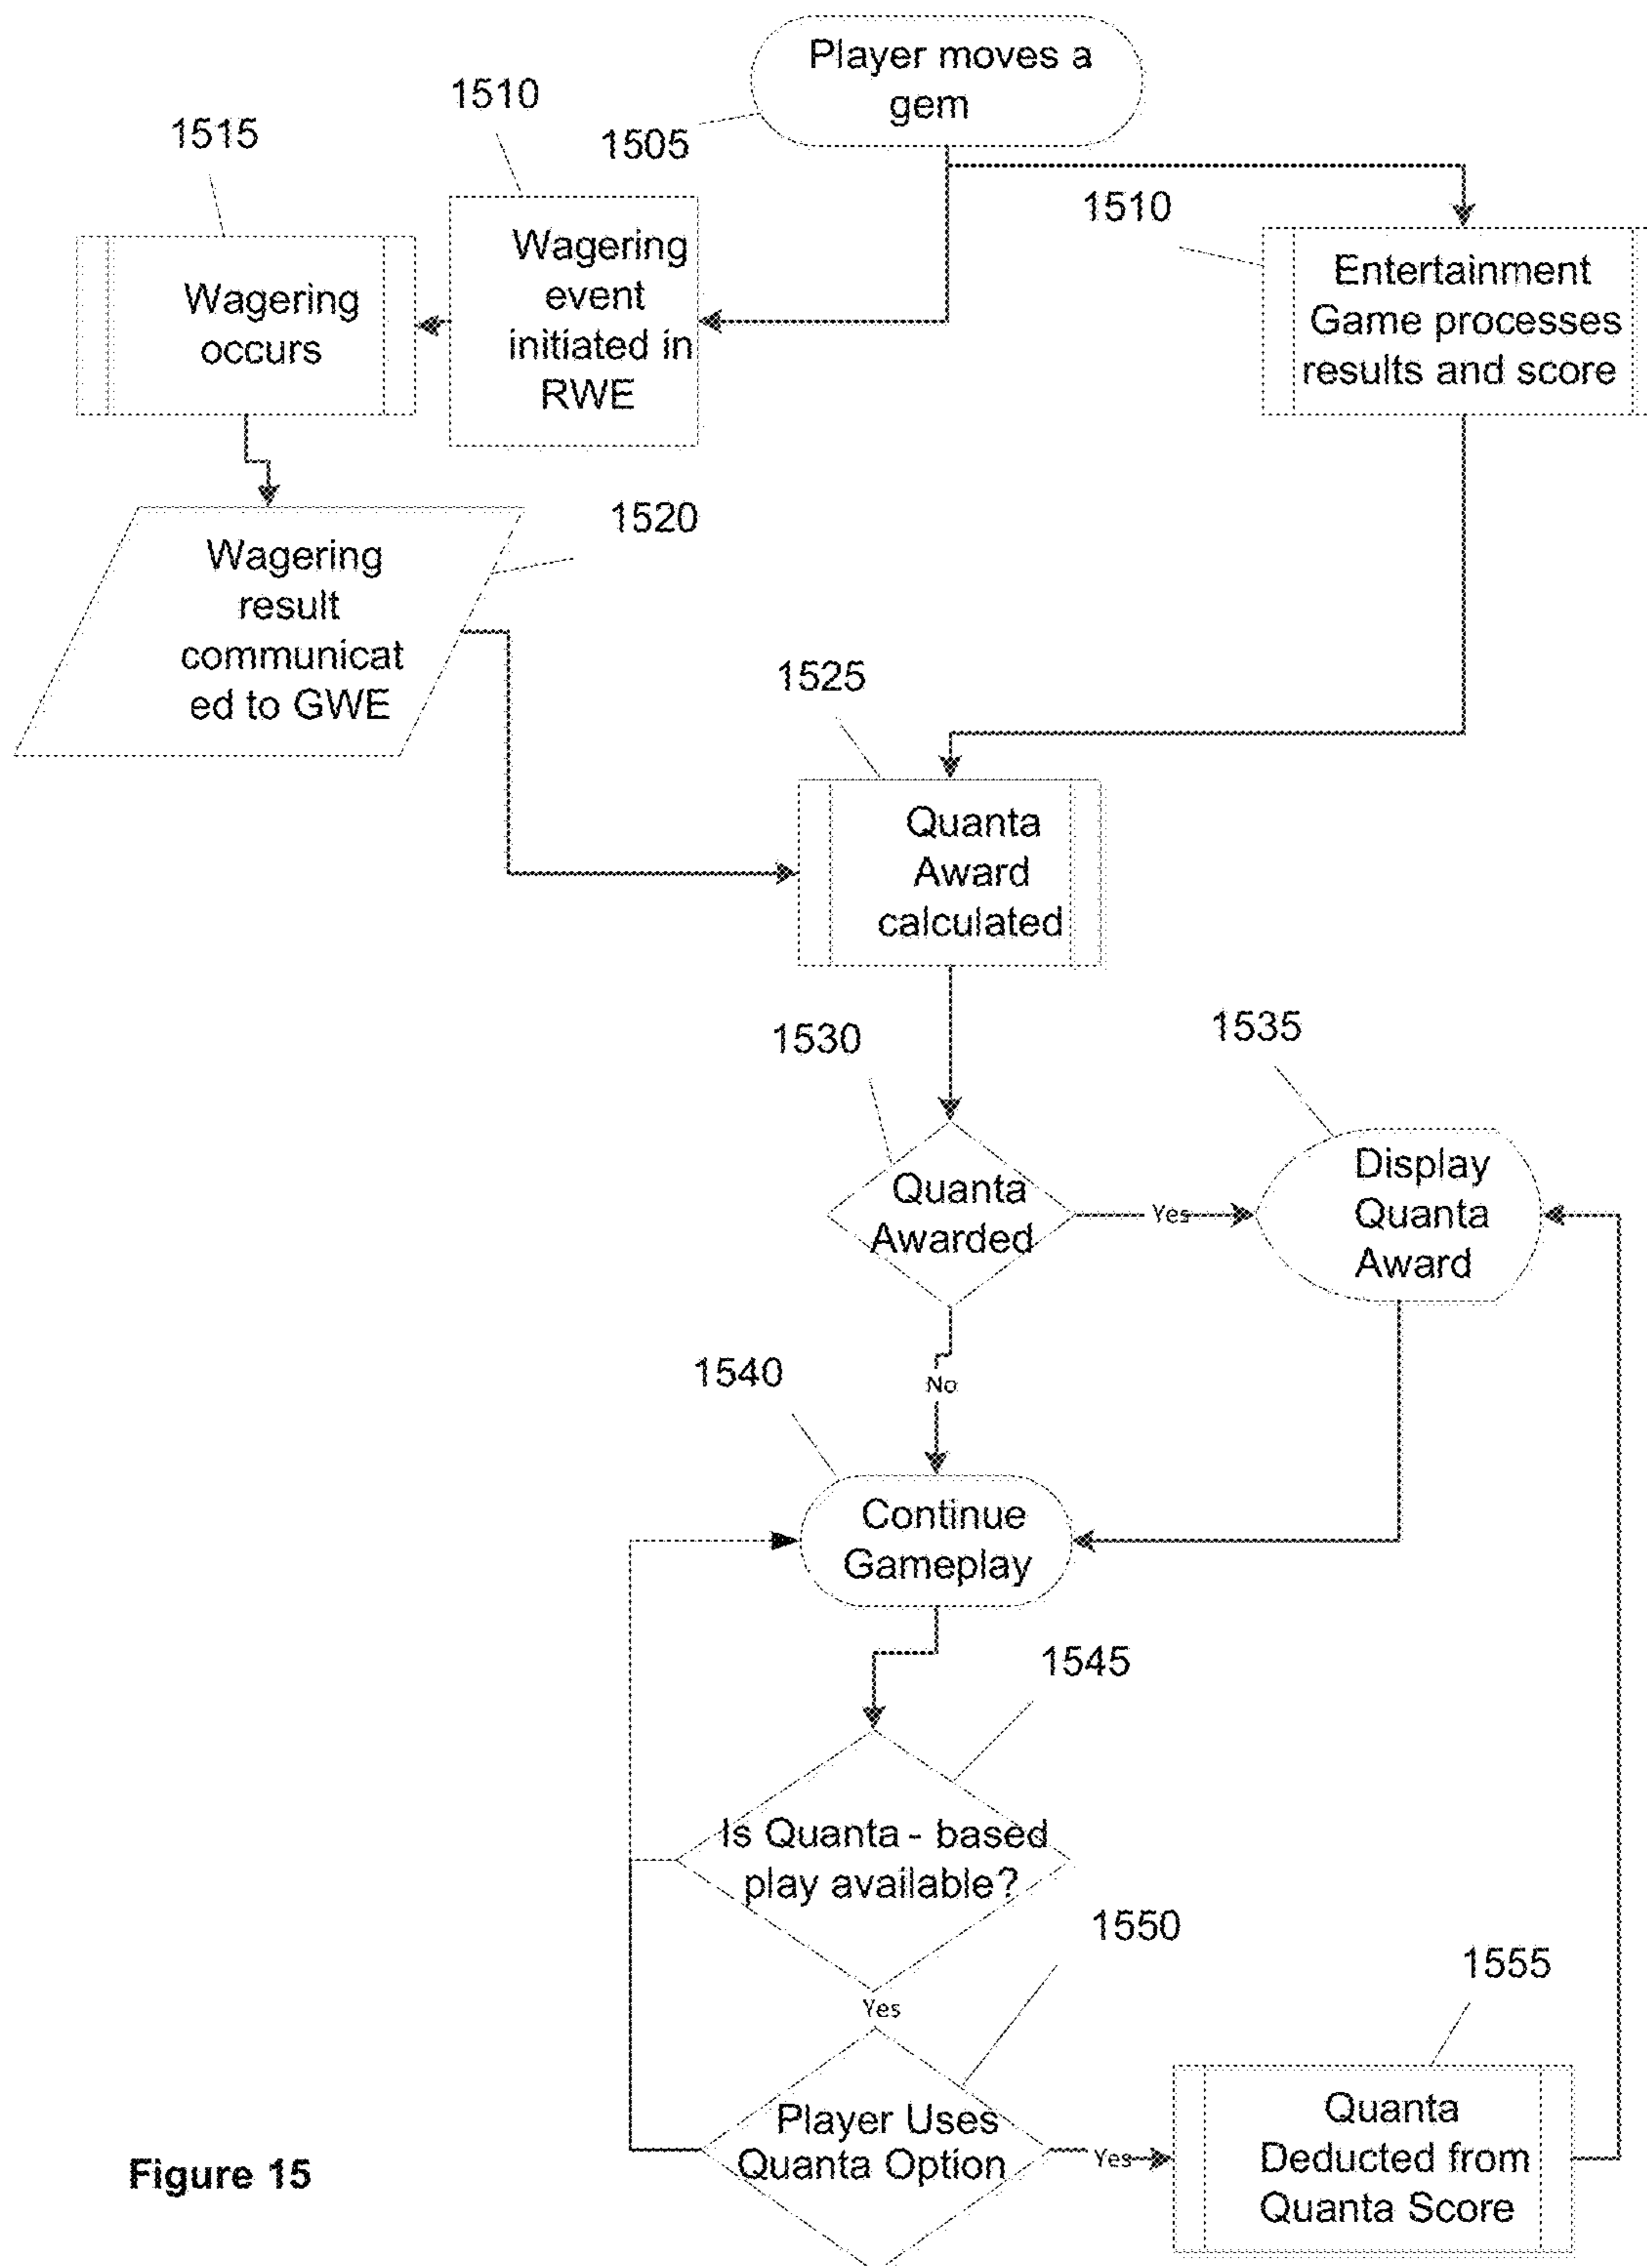 Player moves a
gem
1505
1510
1515
1510
Wagering
event
initiated in
RWE
Wagering
occurs
Entertainment
Game processes
results and score
1520
Wagering
result
communicat
ed to GWE
1525
Quanta
Award
calculated
1530
1535
Quanta
Awarded
Yes
Display
Quanta
Award
No
1540
Continue
Gameplay
1545
Is Quanta - based
play available?
Yes
1550
1555
Player Uses
Quanta Option
Yes
Quanta
Deducted from
Quanta Score
Figure 15